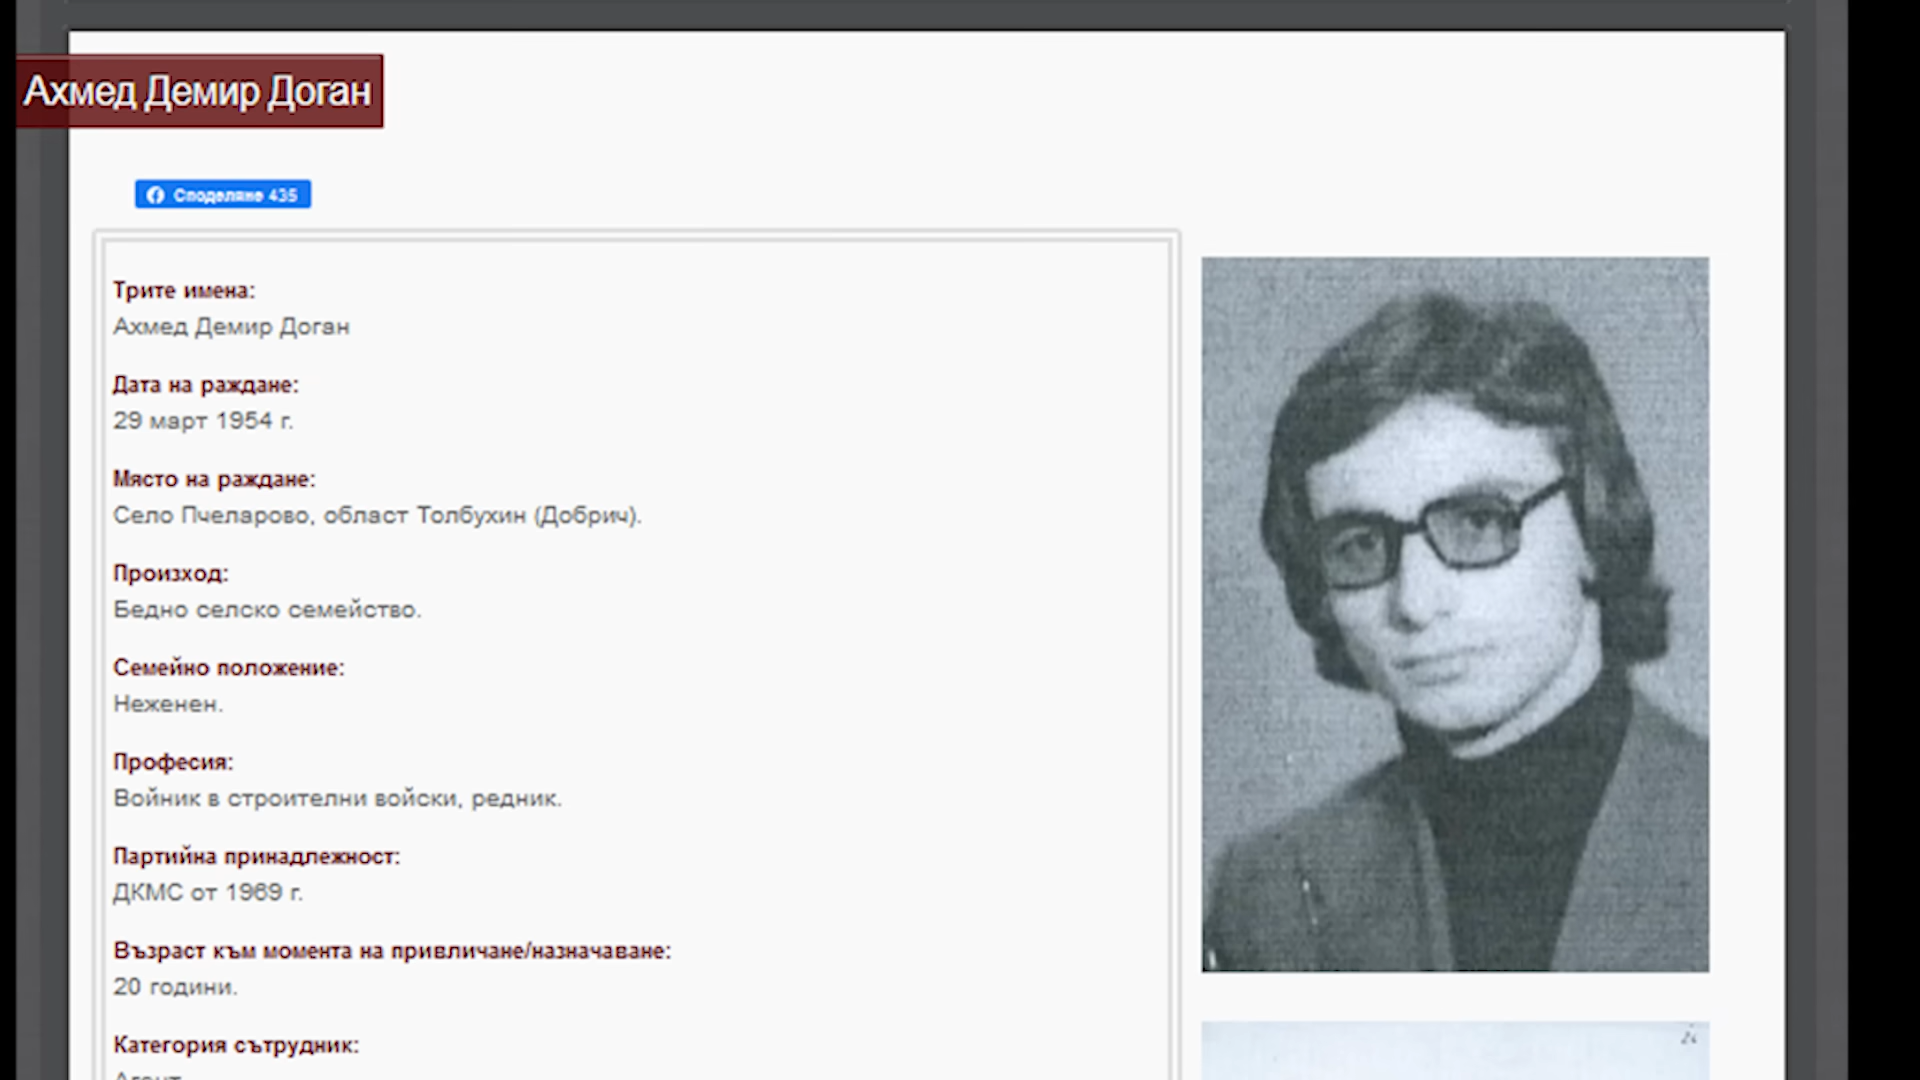 Ахмед Демир Доган
Споделяне 435
Трите имена:
Ахмед Демир Доган
Дата на раждане:
29 март 1954 г.
Място на раждане:
Село Пчеларово, област Толбухин (Добрич).
Произход:
Бедно селско семейство.
Семейно положение:
Неженен.
Професия:
Войник в строителни войски, редник.
Партийна принадлежност:
ДКМС от 1969 г.
Възраст към момента на привличане/назначаване:
20 години.
Категория сътрудник:
Агент